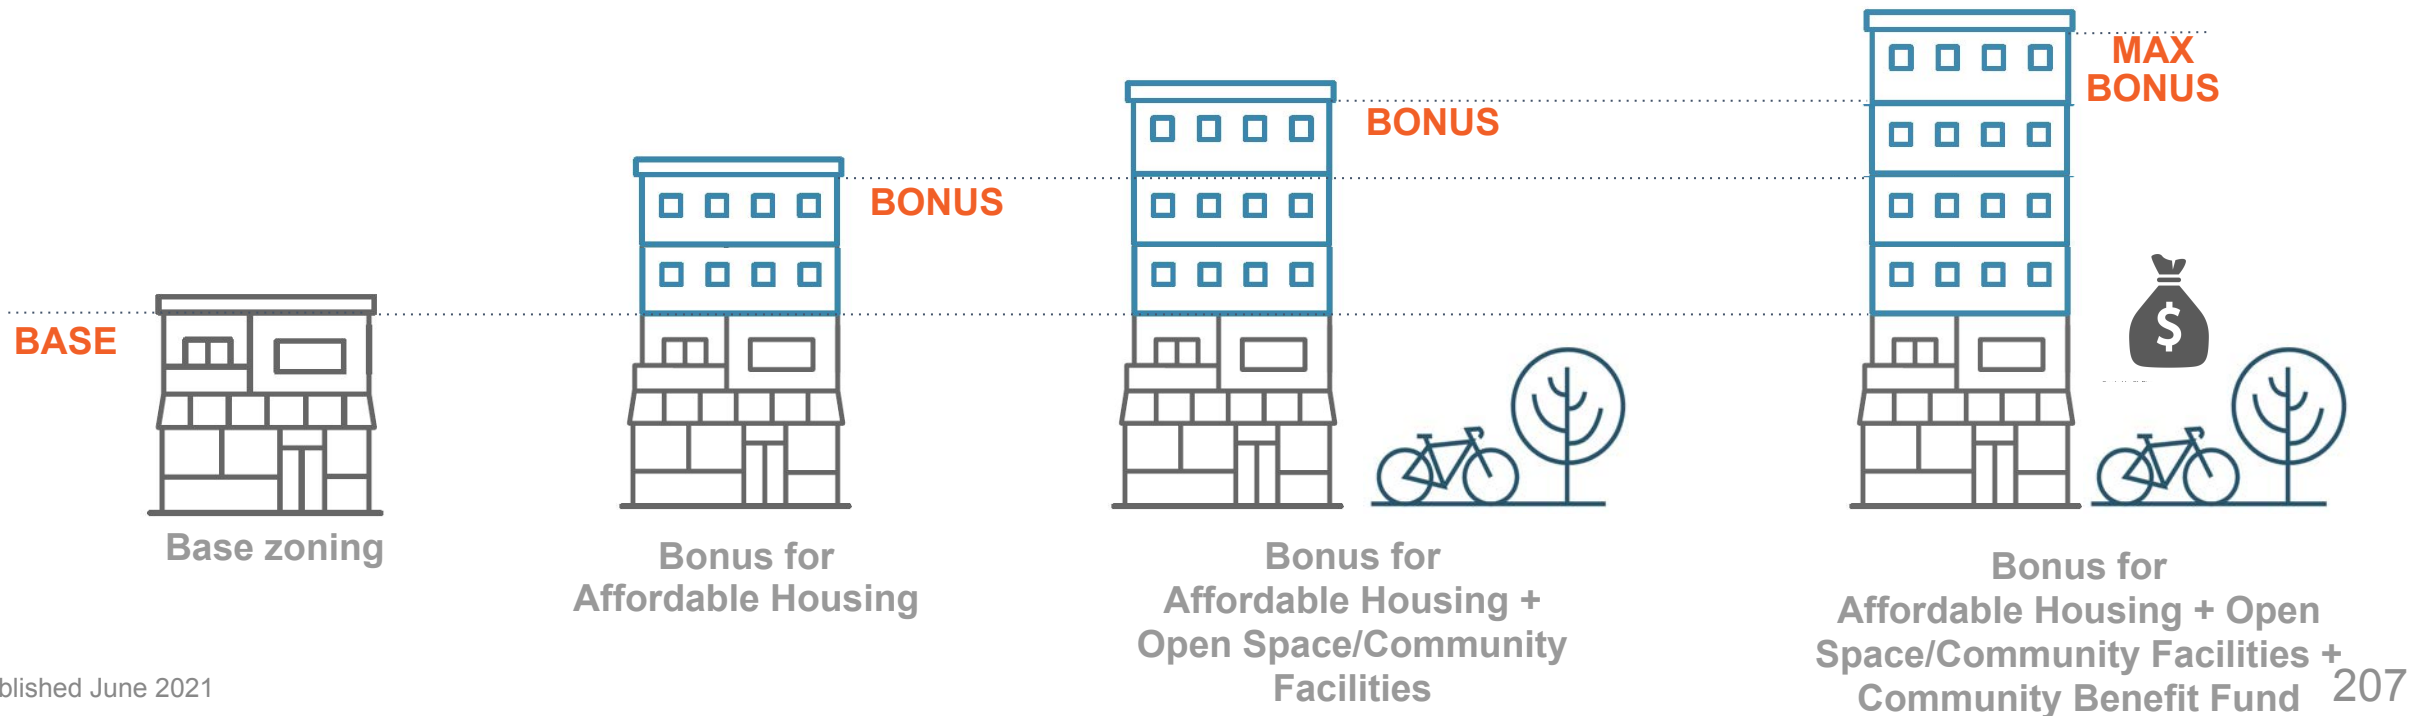 MAX
BONUS
BONUS
BONUS
BASE
$
Base zoning
Bonus for
Affordable Housing
Bonus for
Affordable Housing +
Open Space/Community
Facilities
Bonus for
Affordable Housing + Open
Space/Community Facilities +
Community Benefit Fund
blished June 2021
207